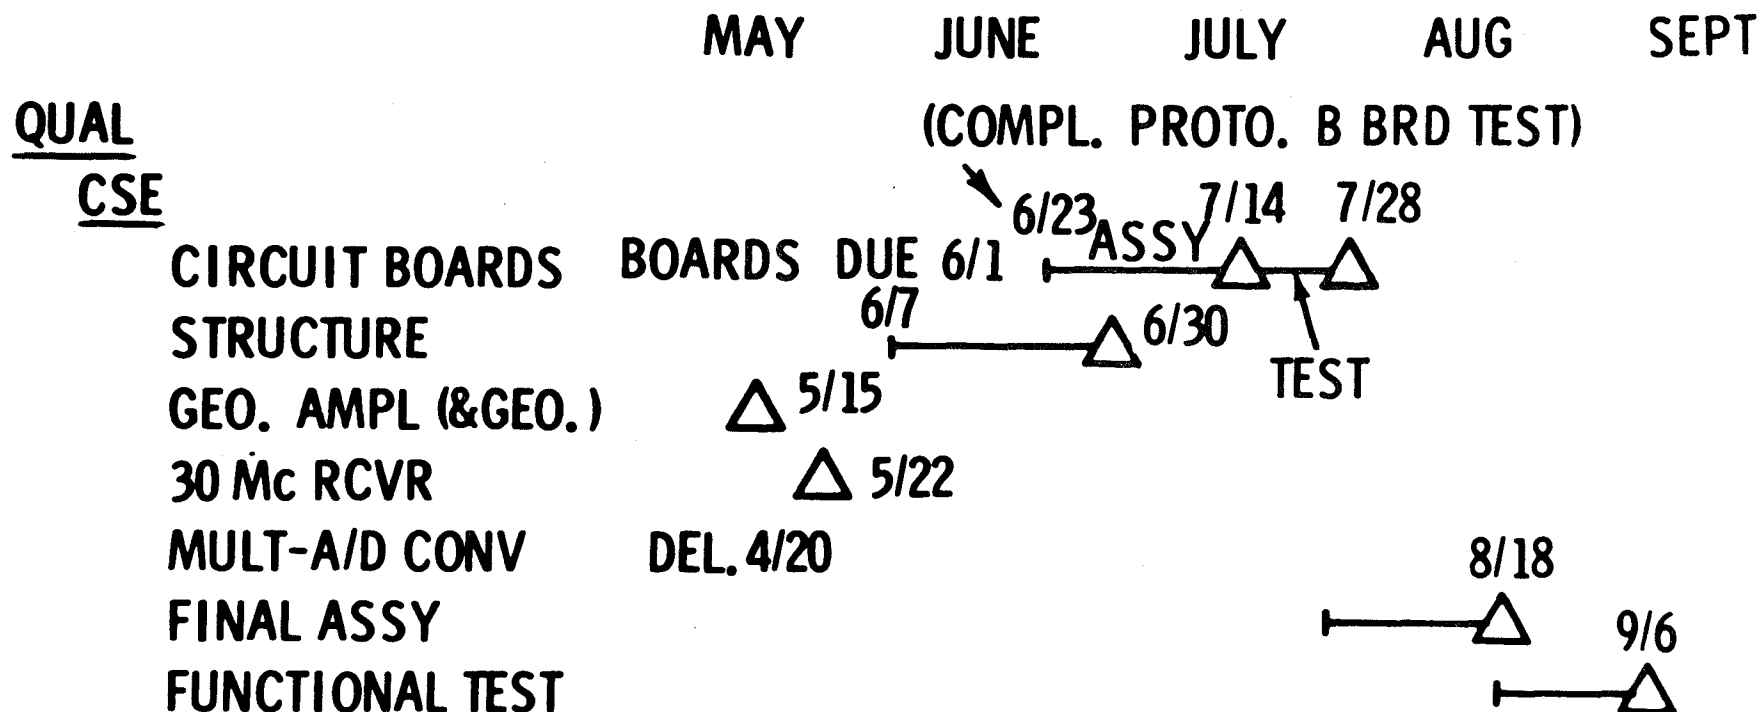 MAY JUNE JULY AUG SEPT
QUAL (COMPL. PROTO. B BRD TEST)
CSE 6/23 ASSY 7/14 7/28
CIRCUIT BOARDS BOARDS DUE 6/1
STRUCTURE 6/7 6/30 TEST
GEO. AMPL (&GEO.) 5/15
30 Mc RCVR 5/22
MULT-A/D CONV DEL. 4/20
FINAL ASSY 8/18
FUNCTIONAL TEST 9/6